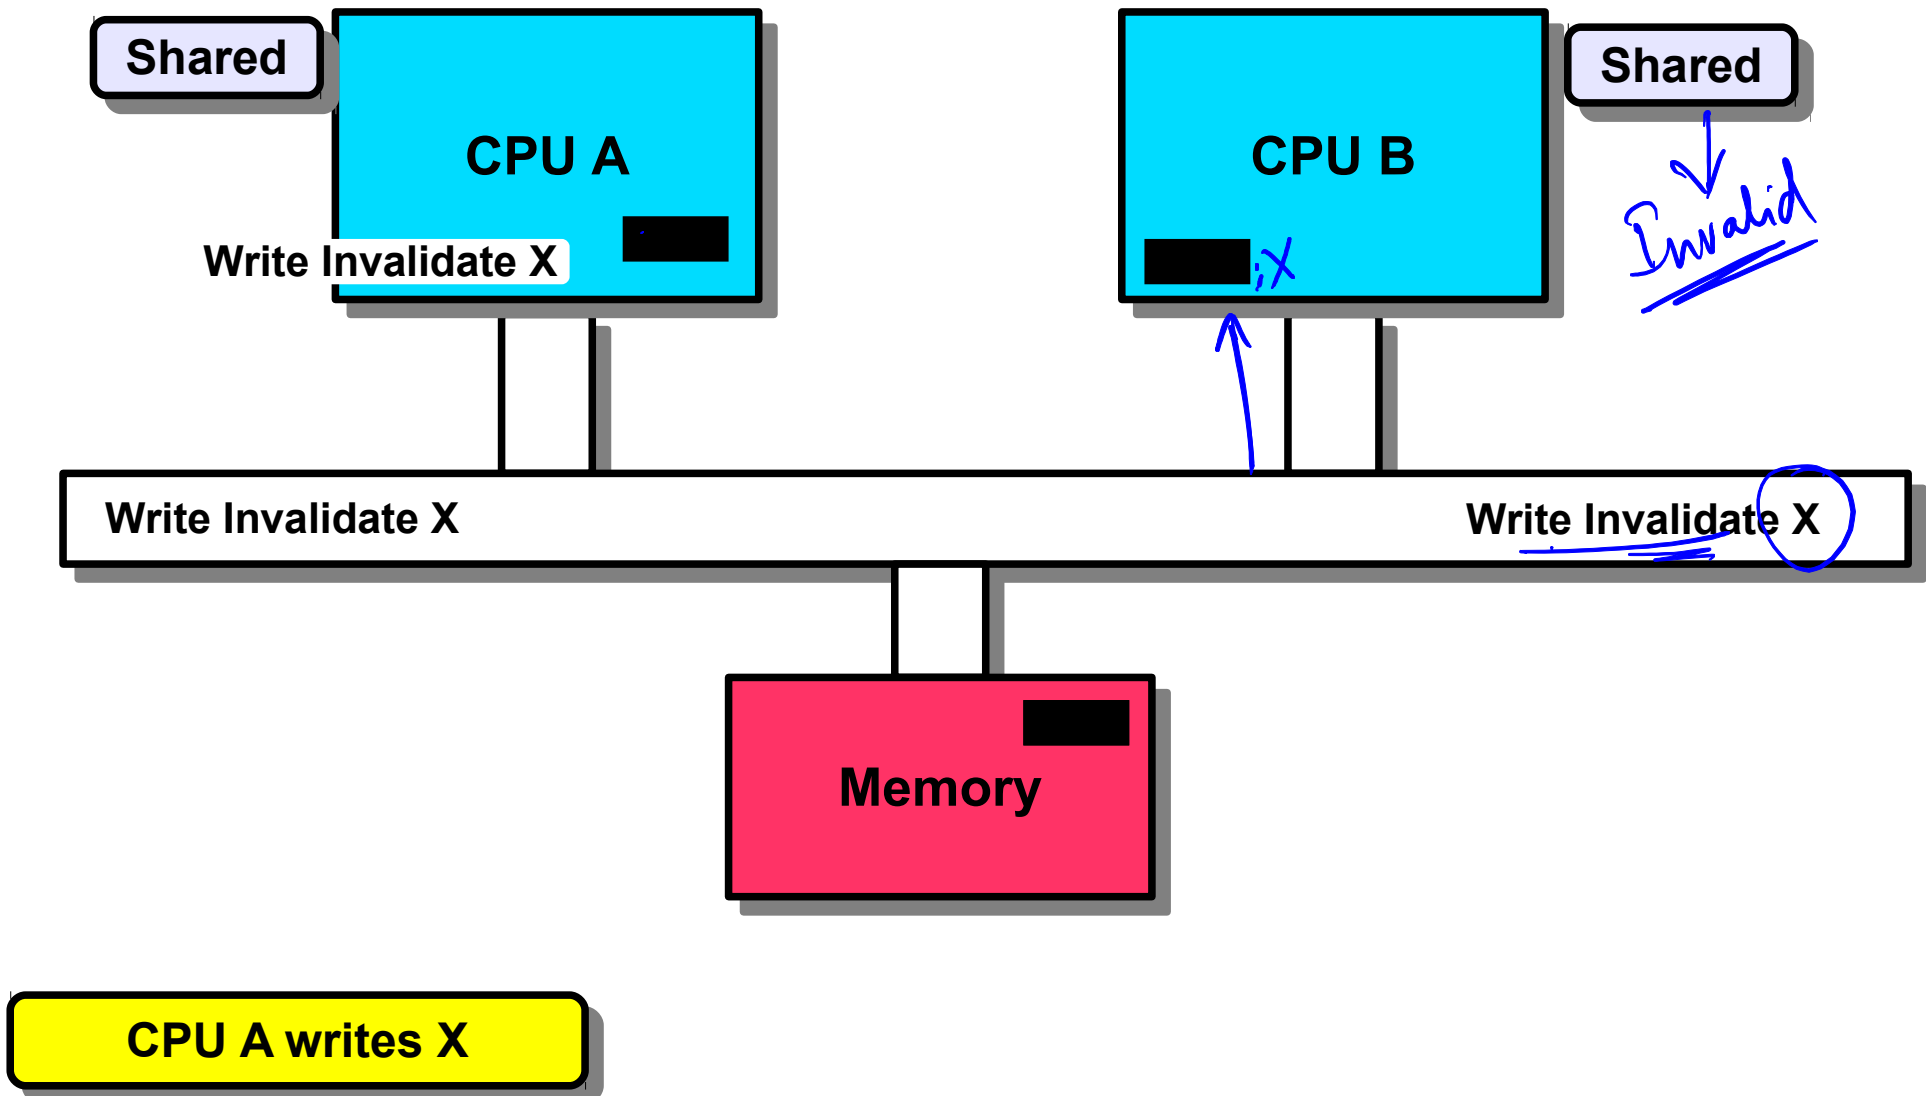 Shared
Shared
CPU A
CPU B
Invalid
Write Invalidate X
:X
Write Invalidate X
Write Invalidate X
Memory
CPU A writes X